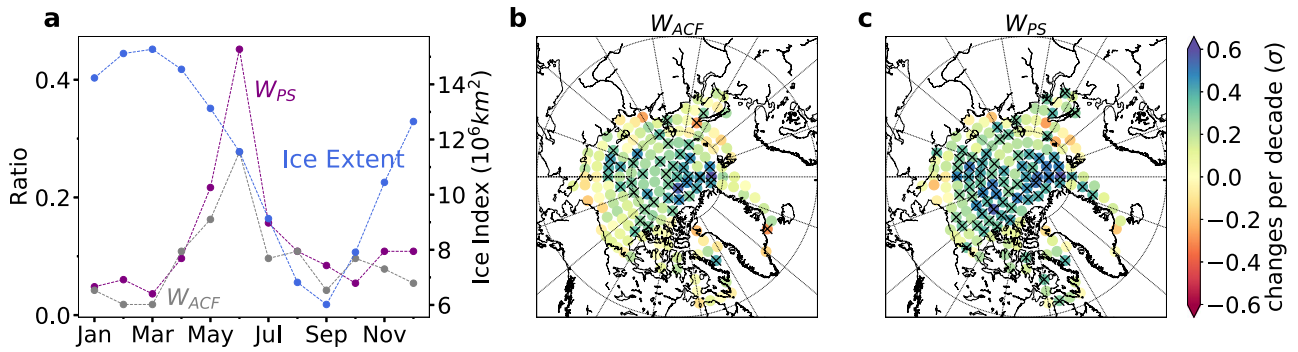 a
Ratio
0.4
0.2
0.0
Jan Mar May Jul Sep Nov
W_PS
Ice Extent
W_ACF
14
12
10
8
6
Ice Index (10^6 km^2)
b
W_ACF
c
W_PS
0.6
0.4
0.2
0.0
−0.2
−0.4
−0.6
changes per decade (σ)